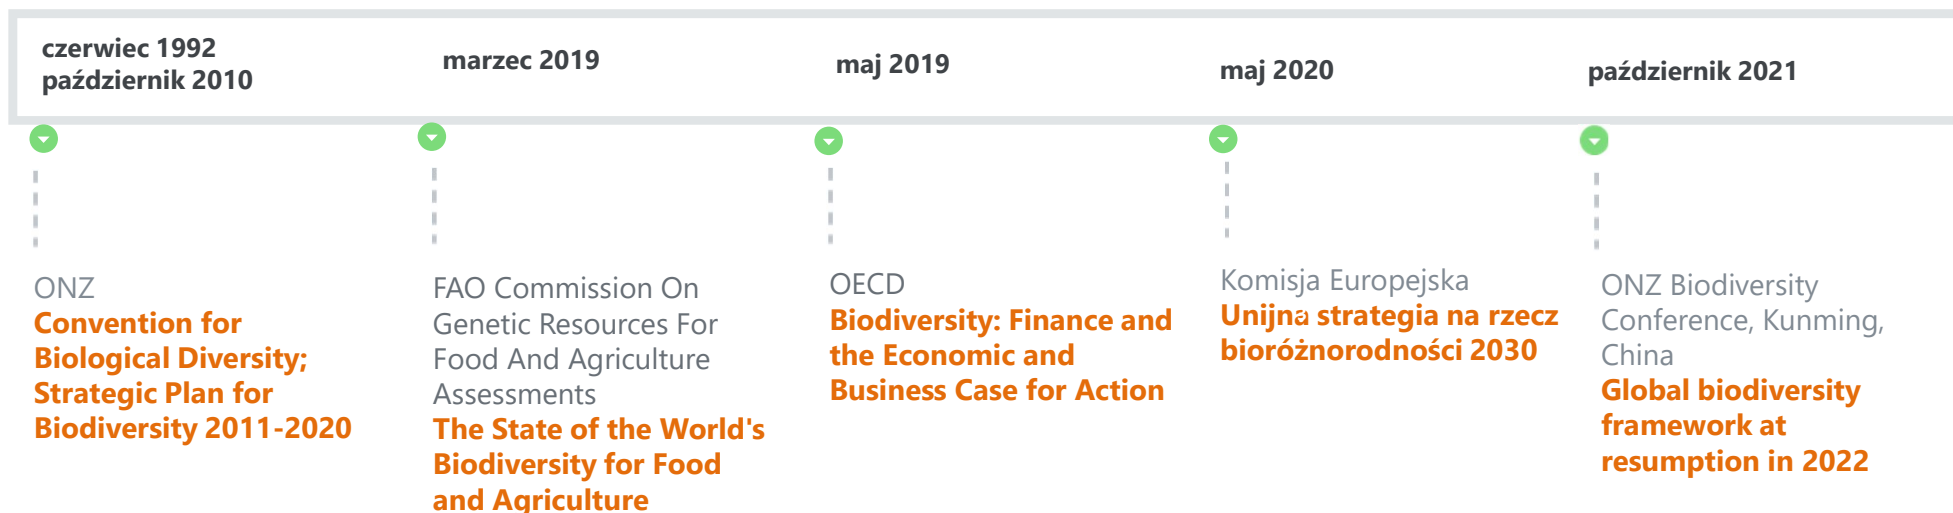 czerwiec 1992
październik 2010
marzec 2019
maj 2019
maj 2020
październik 2021
ONZ
Convention for
Biological Diversity;
Strategic Plan for
Biodiversity 2011-2020
FAO Commission On
Genetic Resources For
Food And Agriculture
Assessments
The State of the World's
Biodiversity for Food
and Agriculture
OECD
Biodiversity: Finance and
the Economic and
Business Case for Action
Komisja Europejska
Unijna strategia na rzecz
bioróżnorodności 2030
ONZ Biodiversity
Conference, Kunming,
China
Global biodiversity
framework at
resumption in 2022